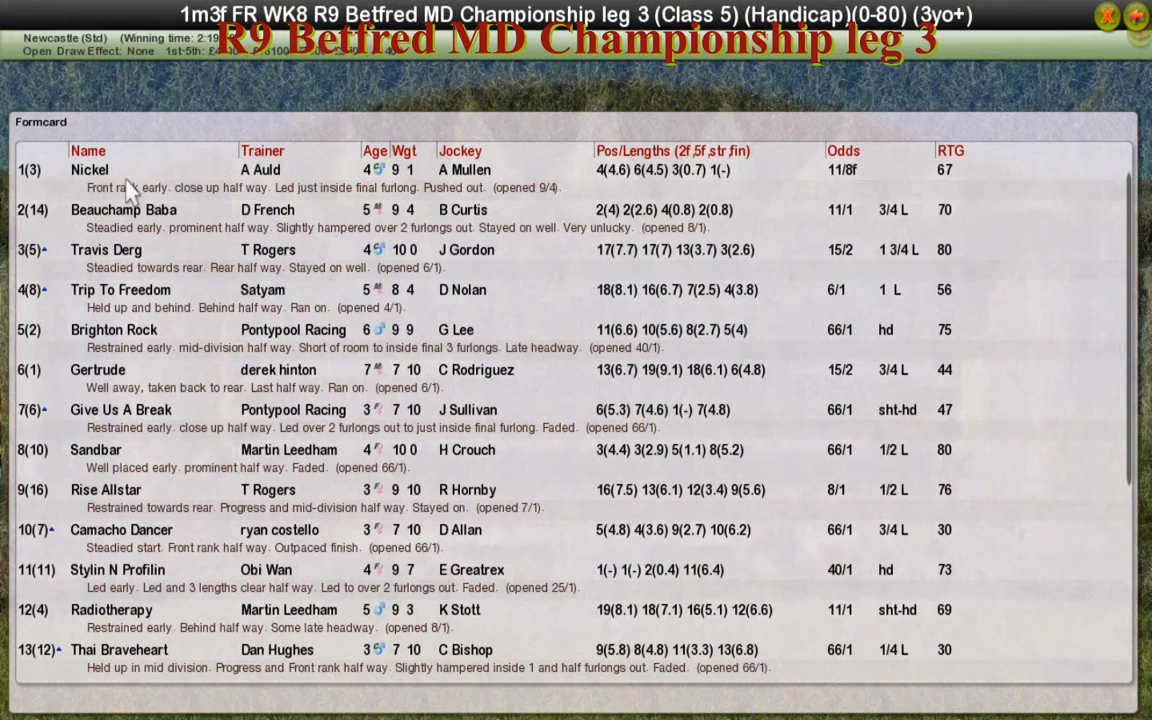 1m3f FR WK8 R9 Betfred MD Championship leg 3 (Class 5) (Handicap)(0-80) (3yo+)
R9 Betfred MD Championship leg 3
Newcastle (Std) (Winning time: 2:19
Open Draw Effect: None 1st-5th:
Formcard
Name Trainer Age Wgt Jockey Pos/Lengths (2f,5f,str,fin) Odds RTG
1(3) Nickel A Auld 4 9 1 A Mullen 4(4.6) 6(4.5) 3(0.7) 1(-) 11/8f 67
Front rank early. close up half way. Led just inside final furlong. Pushed out. (opened 9/4).
2(14) Beauchamp Baba D French 5 9 4 B Curtis 2(4) 2(2.6) 4(0.8) 2(0.8) 11/1 3/4 L 70
Steadied early. prominent half way. Slightly hampered over 2 furlongs out. Stayed on well. Very unlucky. (opened 8/1).
3(5) Travis Derg T Rogers 4 10 0 J Gordon 17(7.7) 17(7) 13(3.7) 3(2.6) 15/2 1 3/4 L 80
Steadied towards rear. Rear half way. Stayed on well. (opened 6/1).
4(8) Trip To Freedom Satyam 5 8 4 D Nolan 18(8.1) 16(6.7) 7(2.5) 4(3.8) 6/1 1 L 56
Held up and behind. Behind half way. Ran on. (opened 4/1).
5(2) Brighton Rock Pontypool Racing 6 9 9 G Lee 11(6.6) 10(5.6) 8(2.7) 5(4) 66/1 hd 75
Restrained early. mid-division half way. Short of room to inside final 3 furlongs. Late headway. (opened 40/1).
6(1) Gertrude derek hinton 7 7 10 C Rodriguez 13(6.7) 19(9.1) 18(6.1) 6(4.8) 15/2 3/4 L 44
Well away, taken back to rear. Last half way. Ran on. (opened 6/1).
7(6) Give Us A Break Pontypool Racing 3 7 10 J Sullivan 6(5.3) 7(4.6) 1(-) 7(4.8) 66/1 sht-hd 47
Restrained early. close up half way. Led over 2 furlongs out to just inside final furlong. Faded. (opened 66/1).
8(10) Sandbar Martin Leedham 4 10 0 H Crouch 3(4.4) 3(2.9) 5(1.1) 8(5.2) 66/1 1/2 L 80
Well placed early. prominent half way. Faded. (opened 66/1).
9(16) Rise Allstar T Rogers 3 9 10 R Hornby 16(7.5) 13(6.1) 12(3.4) 9(5.6) 8/1 1/2 L 76
Restrained towards rear. Progress and mid-division half way. Stayed on. (opened 7/1).
10(7) Camacho Dancer ryan costello 3 7 10 D Allan 5(4.8) 4(3.6) 9(2.7) 10(6.2) 66/1 3/4 L 30
Steadied start. Front rank half way. Outpaced finish. (opened 66/1).
11(11) Stylin N Profilin Obi Wan 4 9 7 E Greatrex 1(-) 1(-) 2(0.4) 11(6.4) 40/1 hd 73
Led early. Led and 3 lengths clear half way. Led to over 2 furlongs out. Faded. (opened 25/1).
12(4) Radiotherapy Martin Leedham 5 9 3 K Stott 19(8.1) 18(7.1) 16(5.1) 12(6.6) 11/1 sht-hd 69
Restrained early. Behind half way. Some late headway. (opened 8/1).
13(12) Thai Braveheart Dan Hughes 3 7 10 C Bishop 9(5.8) 8(4.8) 11(3.3) 13(6.8) 66/1 1/4 L 30
Held up in mid division. Progress and Front rank half way. Slightly hampered inside 1 and half furlongs out. Faded. (opened 66/1).